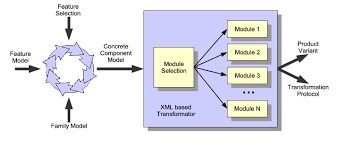 Feature
Selection
Feature
Model
Family Model
Concrete
Component
Model
Module
Selection
XML based
Transformator
Module 1
Module 2
Module 3
•••
Module N
Product
Variant
Transformation
Protocol